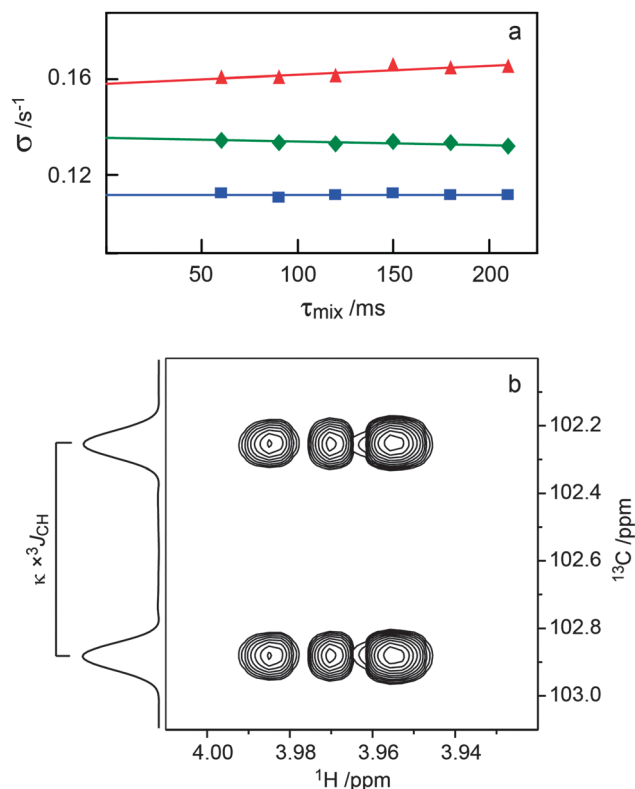 a
0.16
0.12
σ /s⁻¹
50 100 150 200
τmix /ms
b
κ ×³JCH
102.2
102.4
102.6
102.8
103.0
¹³C /ppm
4.00 3.98 3.96 3.94
¹H /ppm